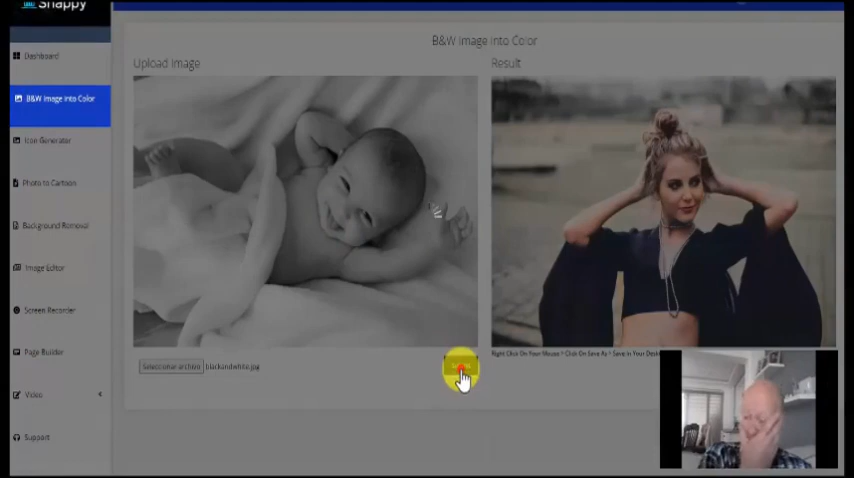 Snappy
B&W Image into Color
Upload Image
Result
Dashboard
B&W Image into Color
Icon Generator
Photo to Cartoon
Background Removal
Image Editor
Screen Recorder
Page Builder
Video
Support
Seleccionar archivo
blackandwhite.jpg
Right Click On Your Mouse > Click On Save As > Save In Your